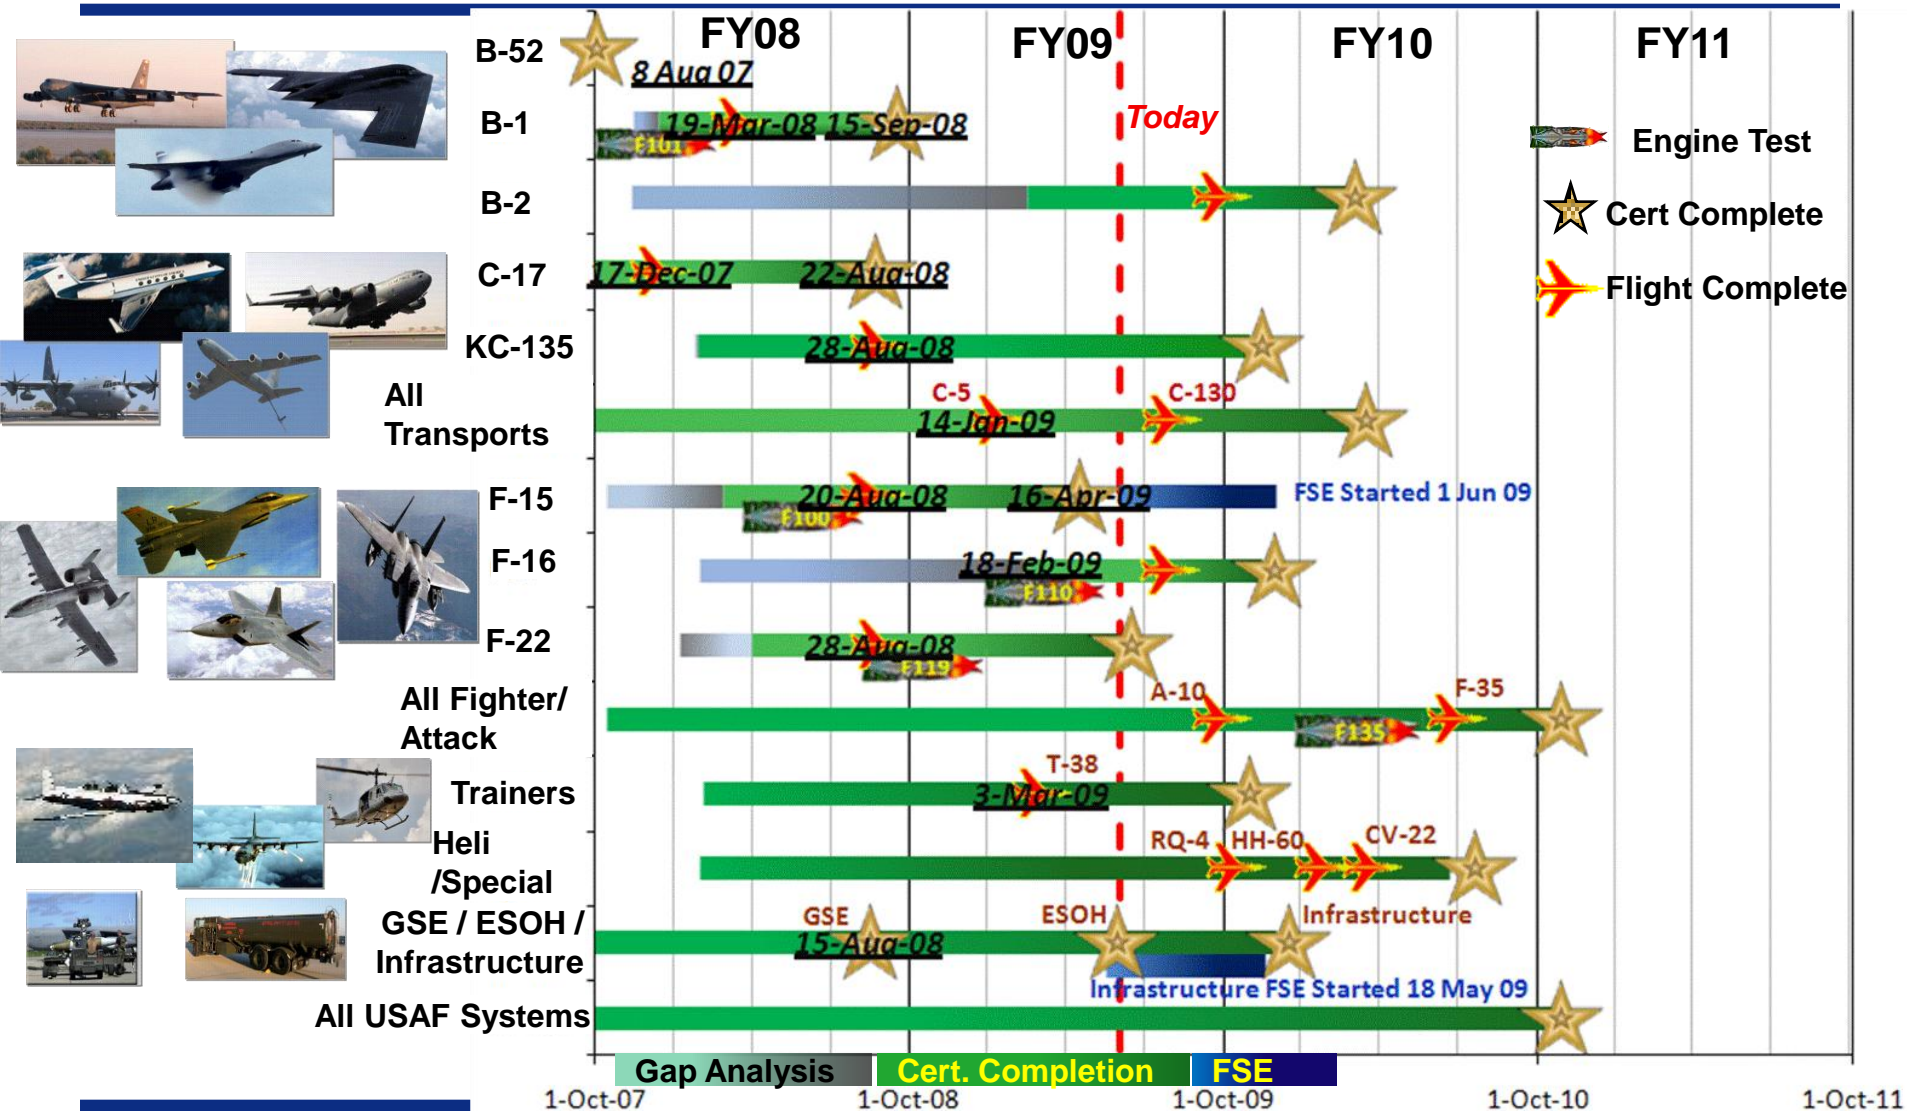 FY08
FY09
FY10
FY11
B-52
8 Aug 07
B-1
19-Mar-08
15-Sep-08
F101
Today
Engine Test
B-2
Cert Complete
C-17
17-Dec-07
22-Aug-08
Flight Complete
KC-135
28-Aug-08
All
Transports
C-5
14-Jan-09
C-130
F-15
20-Aug-08
16-Apr-09
F100
FSE Started 1 Jun 09
F-16
18-Feb-09
F110
F-22
28-Aug-08
F119
All Fighter/
Attack
A-10
F135
F-35
Trainers
T-38
3-Mar-09
Heli
/Special
RQ-4
HH-60
CV-22
GSE / ESOH /
Infrastructure
GSE
15-Aug-08
ESOH
Infrastructure
Infrastructure FSE Started 18 May 09
All USAF Systems
Gap Analysis
Cert. Completion
FSE
1-Oct-07
1-Oct-08
1-Oct-09
1-Oct-10
1-Oct-11